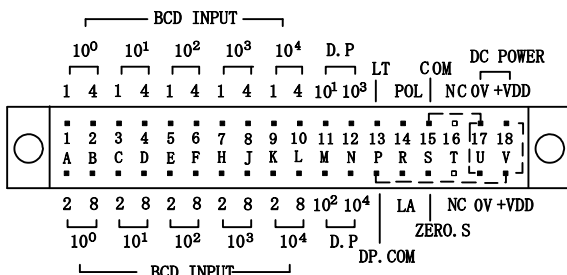 BCD INPUT
10⁰ 10¹ 10² 10³ 10⁴ D.P DC POWER
LT COM
1 4 1 4 1 4 1 4 1 4 10¹ 10³ POL NC 0V +VDD
1 2 3 4 5 6 7 8 9 10 11 12 13 14 15 16 17 18
A B C D E F H J K L M N P R S T U V
2 8 2 8 2 8 2 8 2 8 10² 10⁴ LA NC 0V +VDD
10⁰ 10¹ 10² 10³ 10⁴ D.P ZERO.S
DP.COM
BCD INPUT